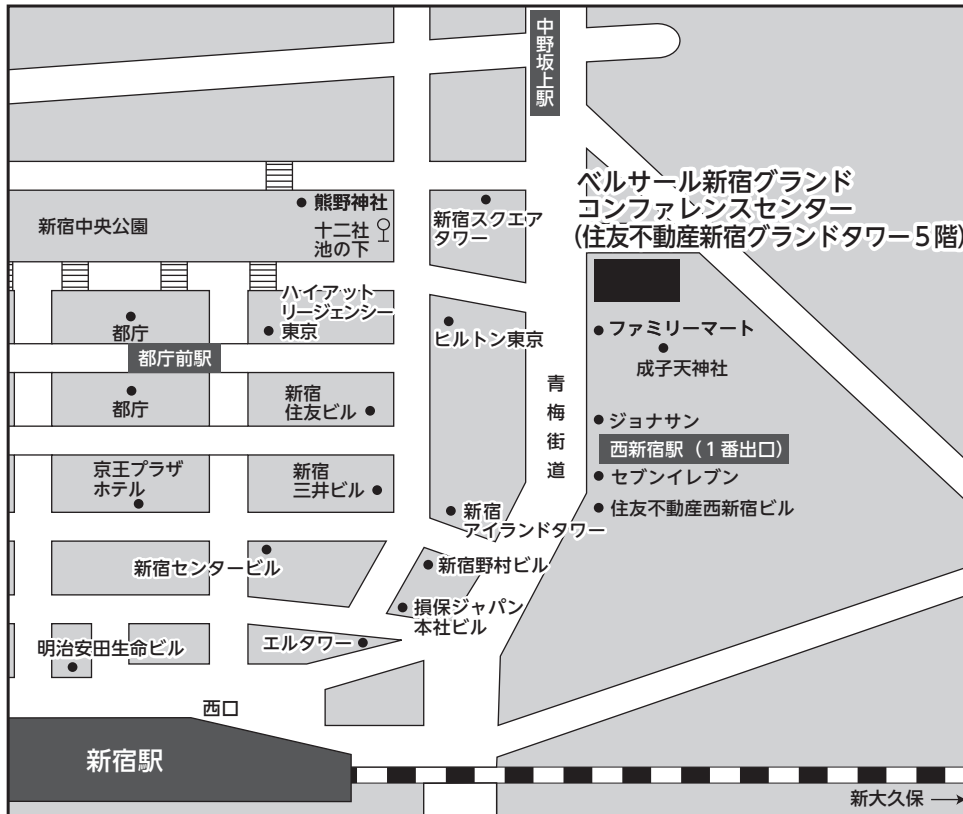 中野坂上駅
ベルサール新宿グランド
コンファレンスセンター
(住友不動産新宿グランドタワー5階)
熊野神社
新宿中央公園
十二社
池の下
新宿スクエア
タワー
ハイアット
リージェンシー
東京
都庁
ヒルトン東京
ファミリーマート
都庁前駅
成子天神社
青梅街道
都庁
新宿
住友ビル
ジョナサン
西新宿駅(1番出口)
京王プラザ
ホテル
新宿
三井ビル
セブンイレブン
新宿
アイランドタワー
住友不動産西新宿ビル
新宿センタービル
新宿野村ビル
損保ジャパン
本社ビル
明治安田生命ビル
エルタワー
西口
新宿駅
新大久保